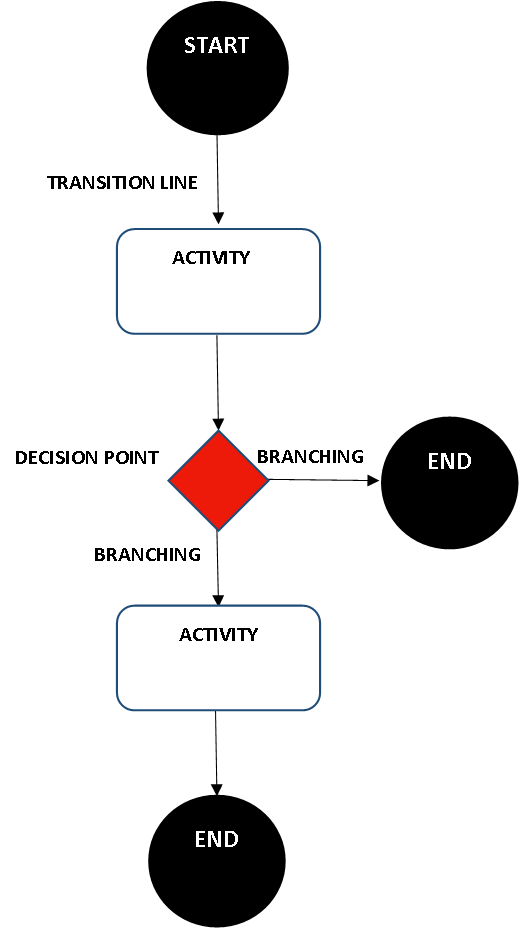 START
TRANSITION LINE
ACTIVITY
DECISION POINT
BRANCHING
END
BRANCHING
ACTIVITY
END